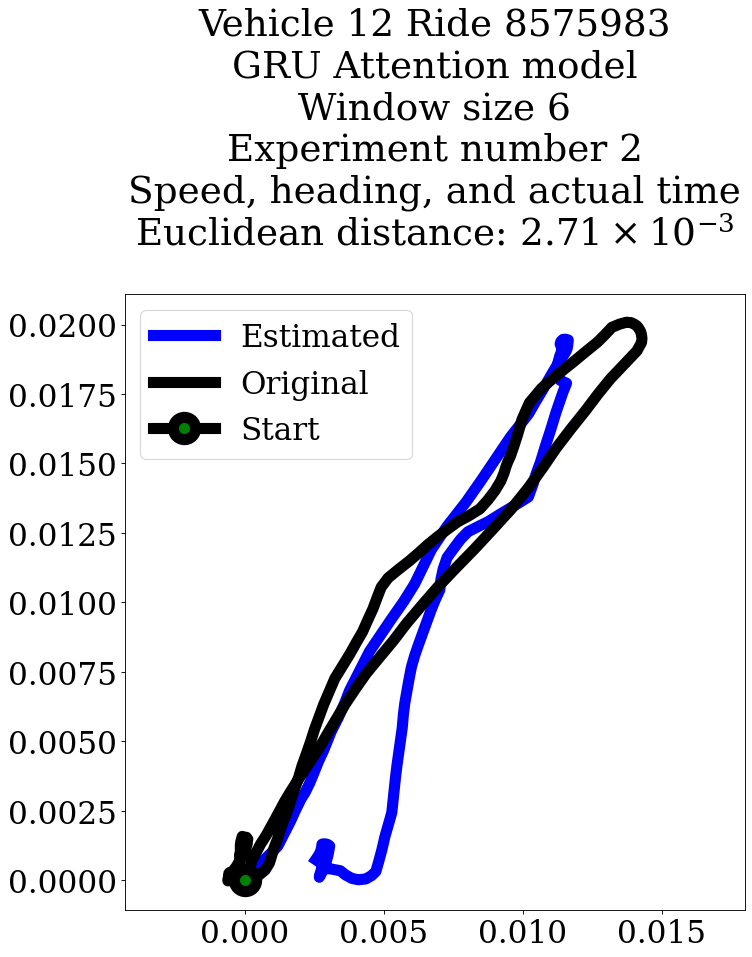 Vehicle 12 Ride 8575983
GRU Attention model
Window size 6
Experiment number 2
Speed, heading, and actual time
Euclidean distance: 2.71 × 10⁻³
Estimated
Original
Start
0.0200
0.0175
0.0150
0.0125
0.0100
0.0075
0.0050
0.0025
0.0000
0.000 0.005 0.010 0.015